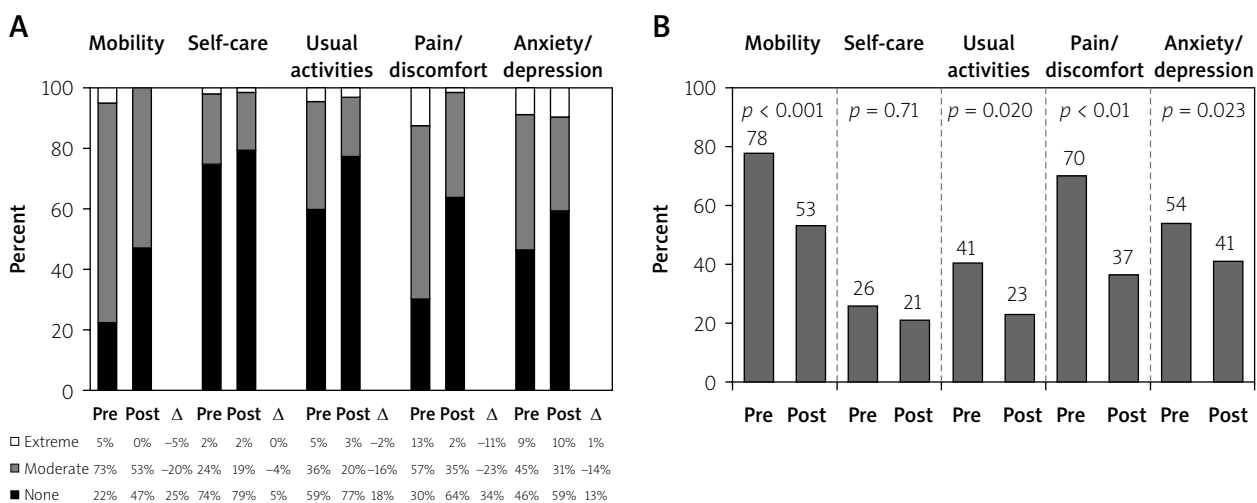 A
Mobility Self-care Usual activities Pain/ discomfort Anxiety/ depression
Percent
100
80
60
40
20
0
Pre Post Δ Pre Post Δ Pre Post Δ Pre Post Δ Pre Post Δ
Extreme 5% 0% –5% 2% 2% 0% 5% 3% –2% 13% 2% –11% 9% 10% 1%
Moderate 73% 53% –20% 24% 19% –4% 36% 20% –16% 57% 35% –23% 45% 31% –14%
None 22% 47% 25% 74% 79% 5% 59% 77% 18% 30% 64% 34% 46% 59% 13%
B
Mobility Self-care Usual activities Pain/ discomfort Anxiety/ depression
Percent
100
80
60
40
20
0
p < 0.001 p = 0.71 p = 0.020 p < 0.01 p = 0.023
78 53 26 21 41 23 70 37 54 41
Pre Post Pre Post Pre Post Pre Post Pre Post